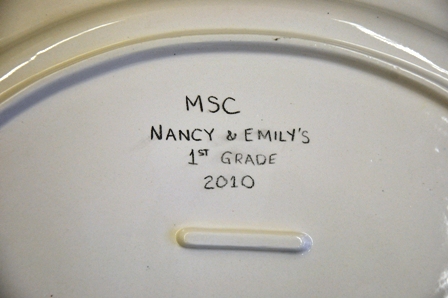 MSC
NANCY & EMILY'S
1ST GRADE
2010